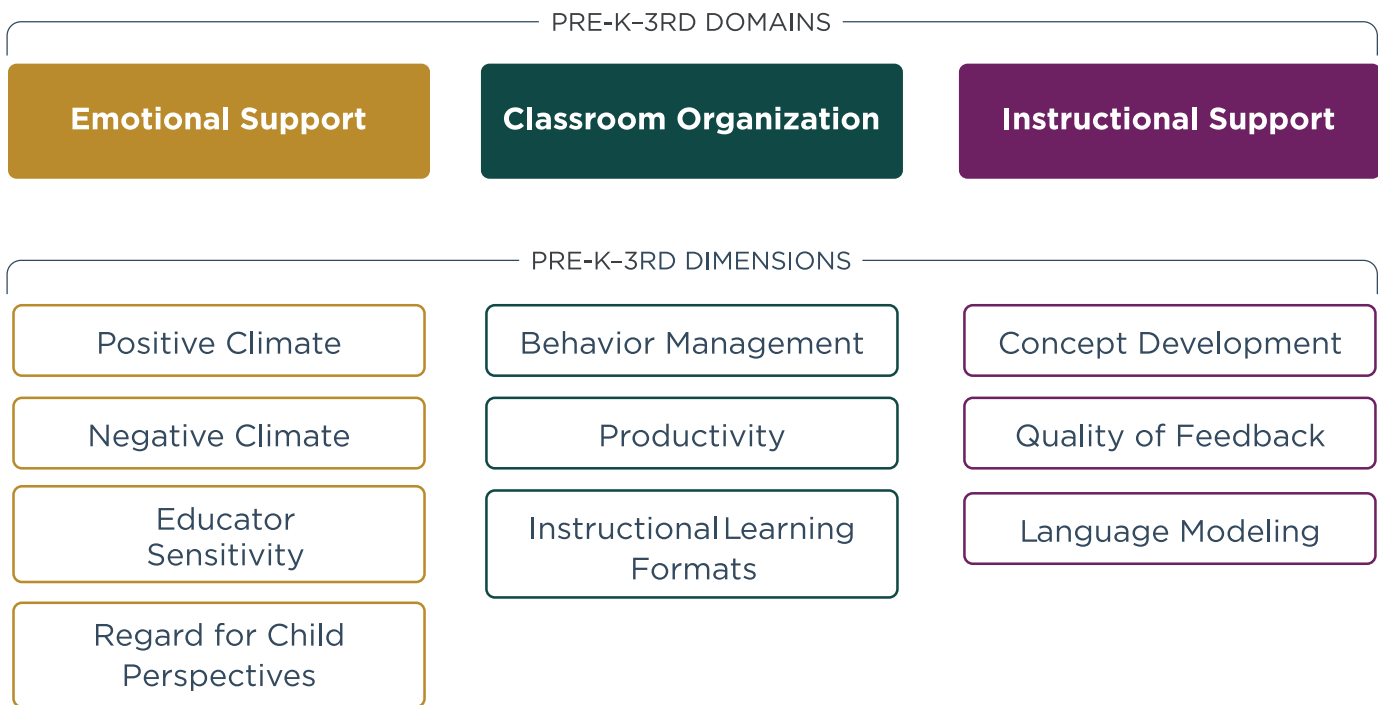 PRE-K–3RD DOMAINS
Emotional Support
Classroom Organization
Instructional Support
PRE-K–3RD DIMENSIONS
Positive Climate
Negative Climate
Educator
Sensitivity
Regard for Child
Perspectives
Behavior Management
Productivity
Instructional Learning
Formats
Concept Development
Quality of Feedback
Language Modeling